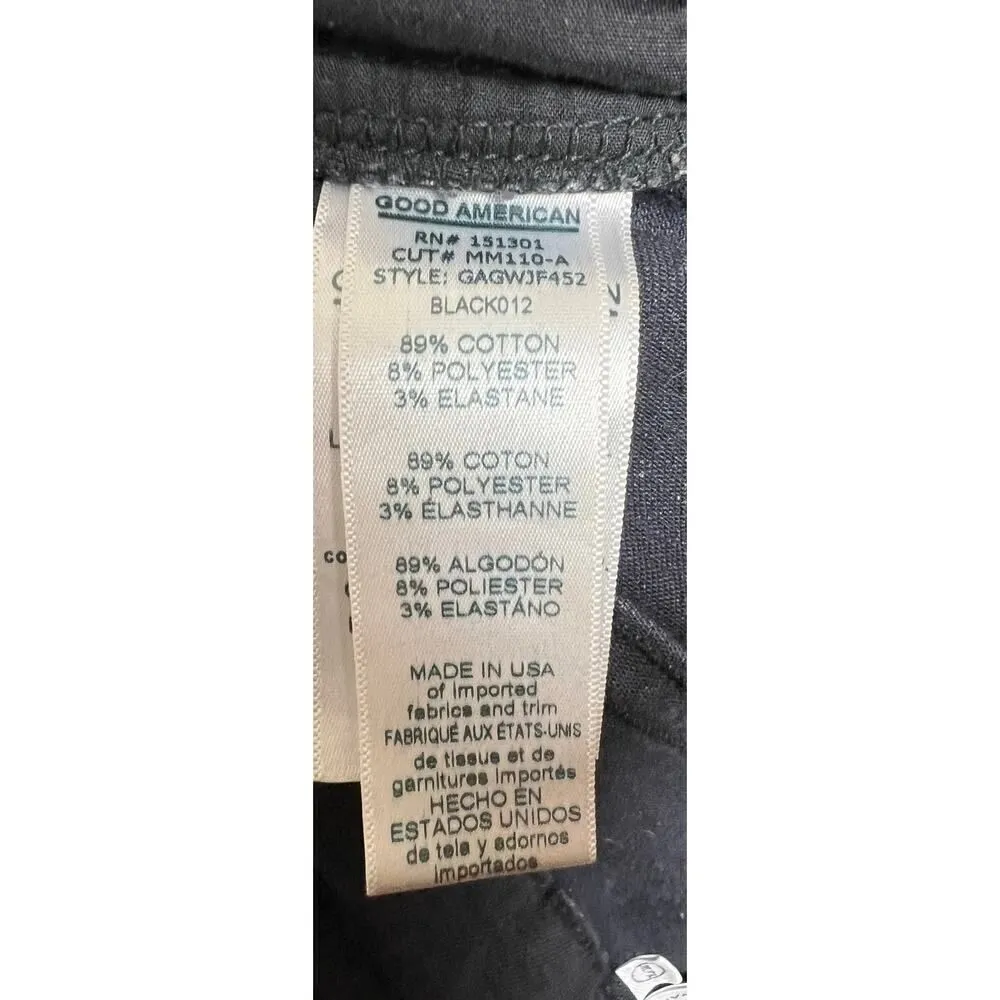 GOOD AMERICAN
RN# 151301
CUT# MM110-A
STYLE: GAGWJF452
BLACK012
89% COTTON
8% POLYESTER
3% ELASTANE
89% COTON
8% POLYESTER
3% ÉLASTHANNE
89% ALGODÓN
8% POLIESTER
3% ELASTÁNO
MADE IN USA
of imported
fabrics and trim
FABRIQUÉ AUX ÉTATS-UNIS
de tissue et de
garnitures importés
HECHO EN
ESTADOS UNIDOS
de tela y adornos
importados
CO